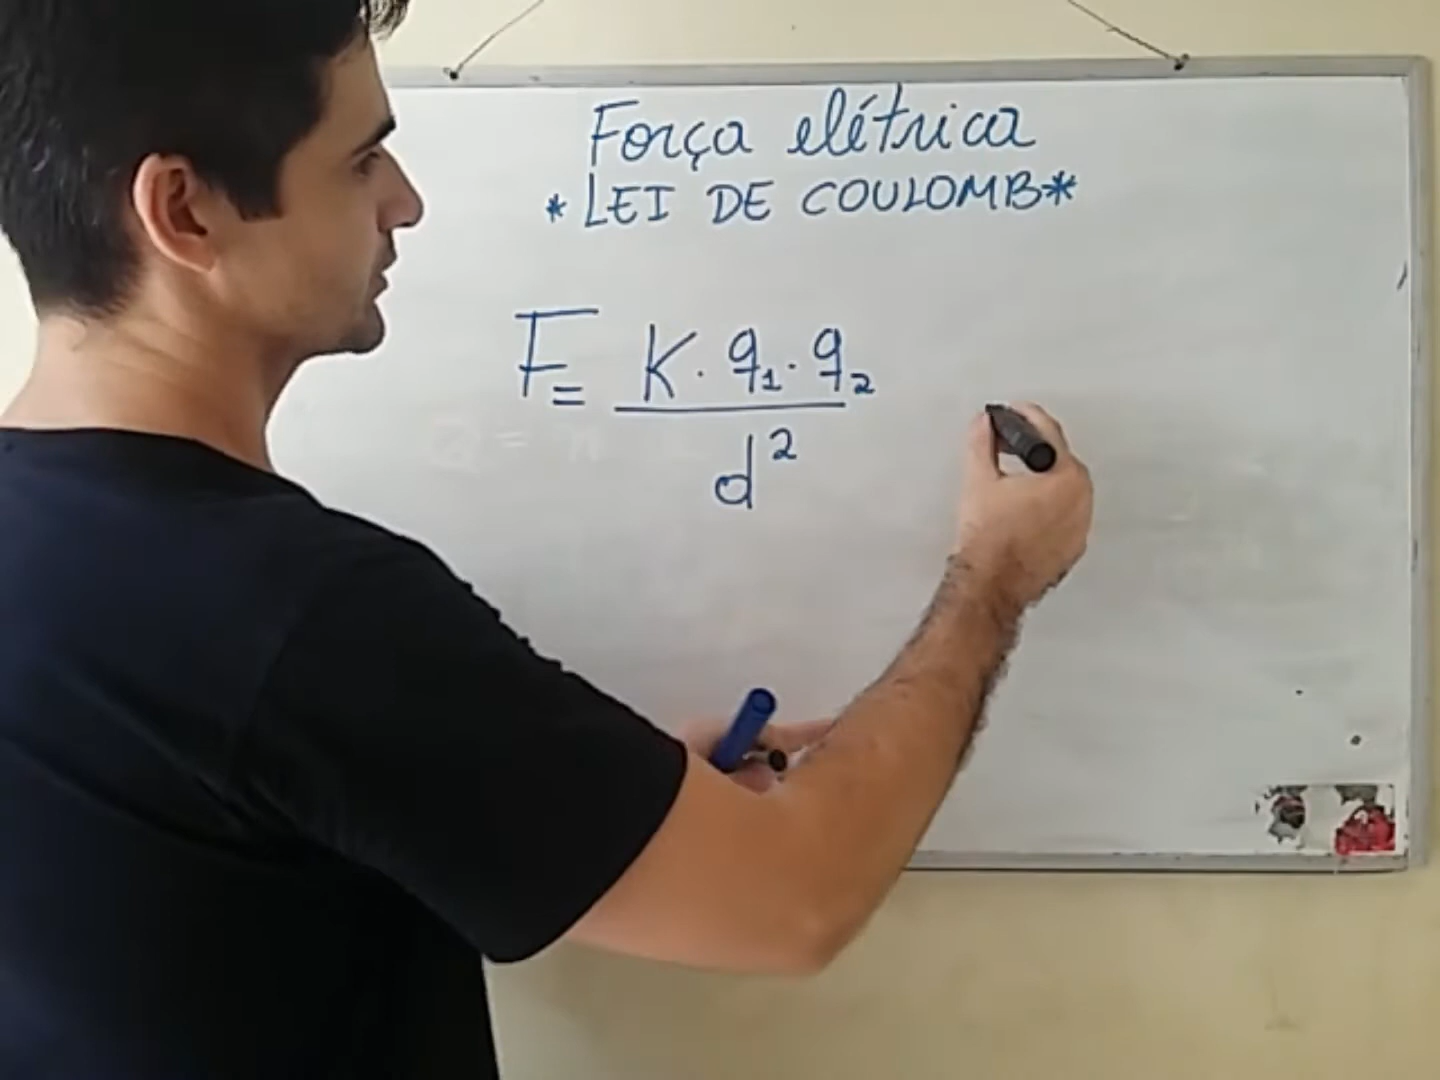 Força elétrica
*LEI DE COULOMB*
F = K · q₁ · q₂
d²